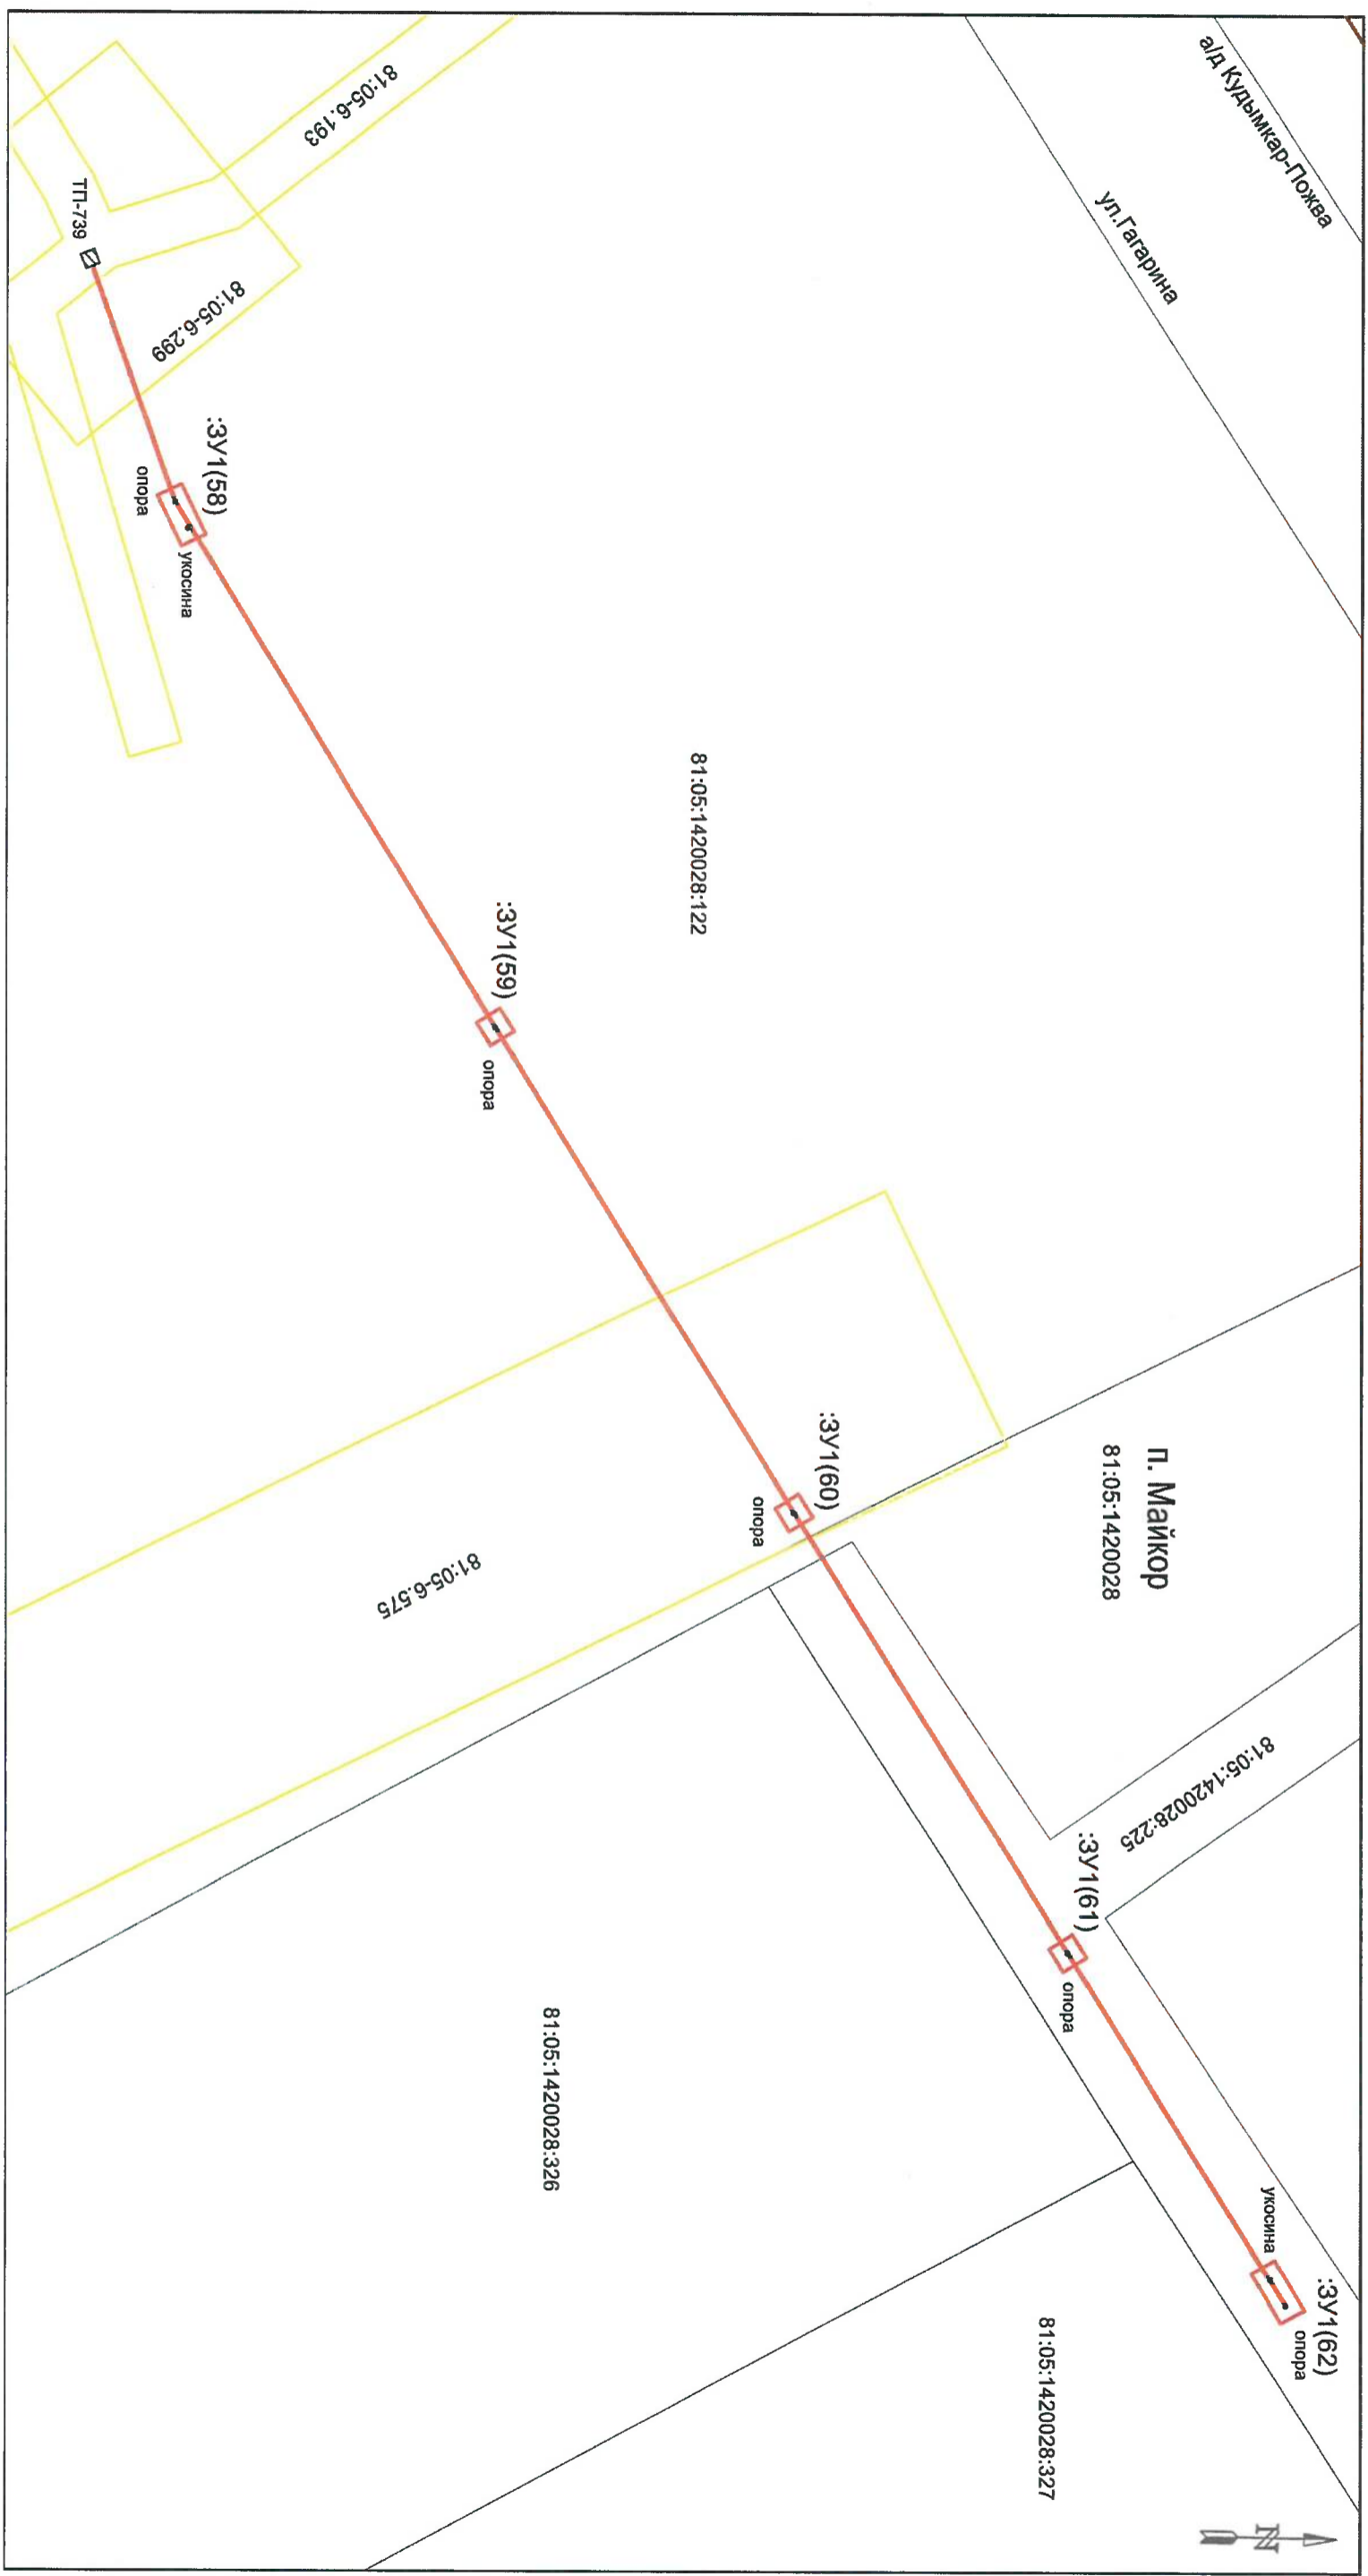 а/д Кудымкар-Пожва
ул.Гагарина
81:05-6.193
ТП-739
81:05-6.299
:ЗУ1(58)
опора
укосина
81:05:1420028:122
:ЗУ1(59)
опора
п. Майкор
81:05:1420028
:ЗУ1(60)
опора
81:05-6.575
81:05:1420028:225
:ЗУ1(61)
опора
81:05:1420028:326
укосина
:ЗУ1(62)
опора
81:05:1420028:327
N